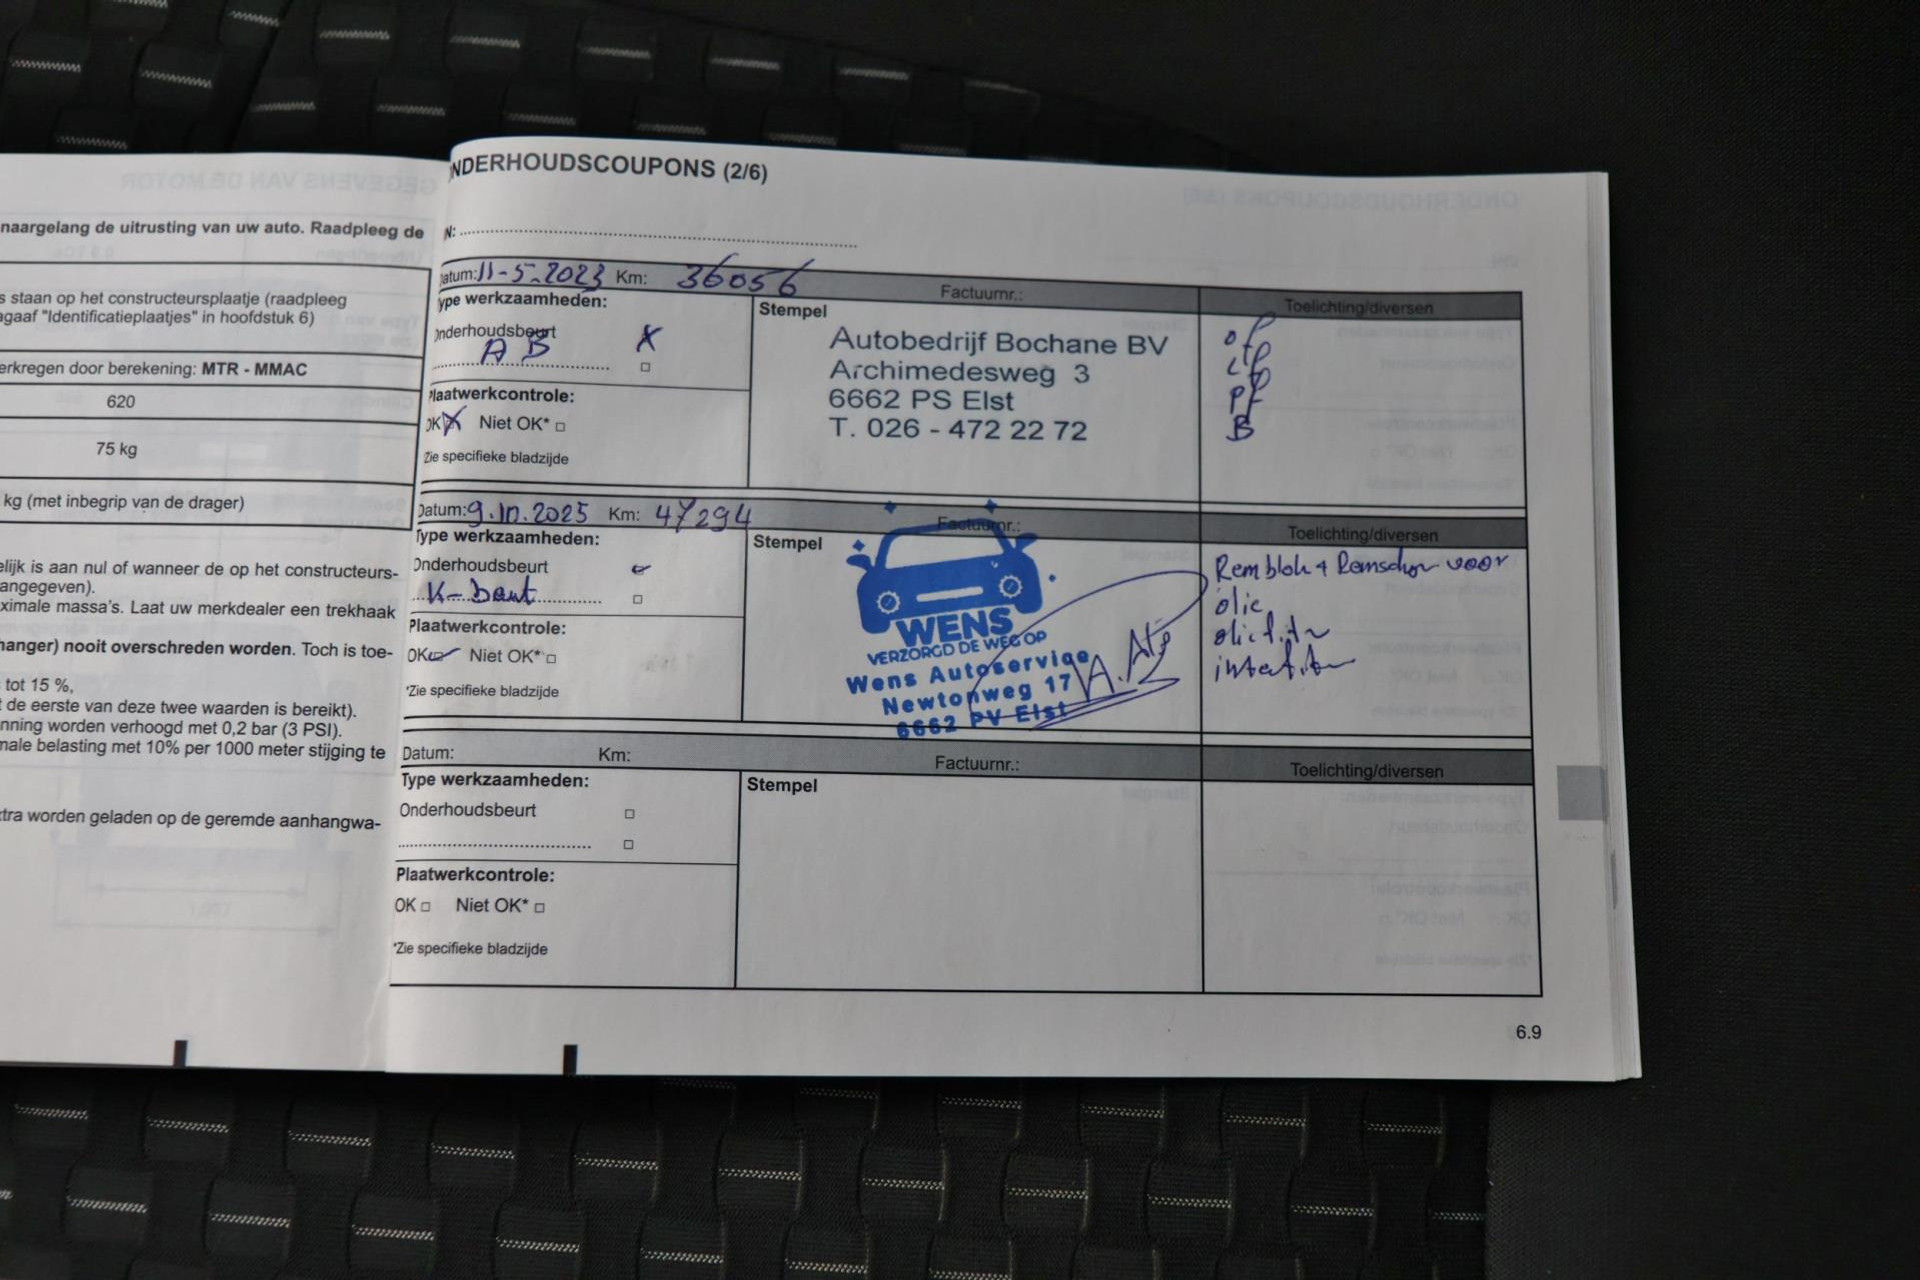 naargelang de uitrusting van uw auto. Raadpleeg de
s staan op het constructeursplaatje (raadpleeg
agaaf "Identificatieplaatjes" in hoofdstuk 6)
erkregen door berekening: MTR - MMAC
620
75 kg
kg (met inbegrip van de drager)
elijk is aan nul of wanneer de op het constructeurs-
aangegeven).
ximale massa's. Laat uw merkdealer een trekhaak
hanger) nooit overschreden worden. Toch is toe-
tot 15 %,
t de eerste van deze twee waarden is bereikt).
nning worden verhoogd met 0,2 bar (3 PSI).
male belasting met 10% per 1000 meter stijging te
xtra worden geladen op de geremde aanhangwa-
NDERHOUDSCOUPONS (2/6)
N:
Datum: 11-5-2023 Km: 36056 Factuurnr.: Toelichting/diversen
Type werkzaamheden:
Onderhoudsbeurt X
A B
Plaatwerkcontrole:
OK X Niet OK*
Zie specifieke bladzijde
Stempel
Autobedrijf Bochane BV
Archimedesweg 3
6662 PS Elst
T. 026 - 472 22 72
PF
B
Datum: 9.10.2025 Km: 47294 Factuurnr.: Toelichting/diversen
Type werkzaamheden:
Onderhoudsbeurt
K-beurt
Plaatwerkcontrole:
OK Niet OK*
*Zie specifieke bladzijde
Stempel
WENS
VERZORGD DE WEG OP
Wens Autoservice
Newtonweg 17
6662 PV Elst
Remblok + Remschor voor
olie
oliefiltr
Datum: Km: Factuurnr.: Toelichting/diversen
Type werkzaamheden:
Onderhoudsbeurt
Plaatwerkcontrole:
OK Niet OK*
*Zie specifieke bladzijde
Stempel
6.9